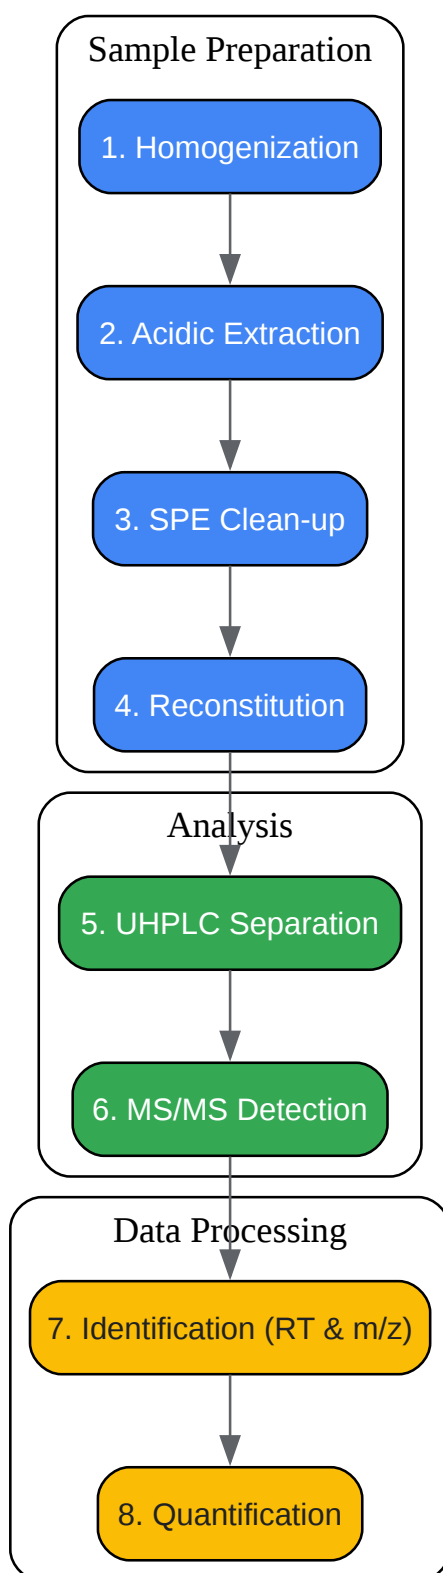 Sample Preparation
1. Homogenization
2. Acidic Extraction
3. SPE Clean-up
4. Reconstitution
Analysis
5. UHPLC Separation
6. MS/MS Detection
Data Processing
7. Identification (RT & m/z)
8. Quantification